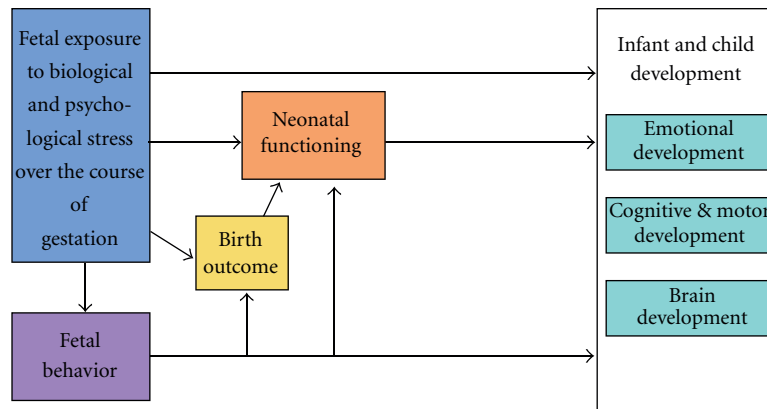 Fetal exposure
to biological
and psycho-
logical stress
over the course
of
gestation
Fetal
behavior
Birth
outcome
Neonatal
functioning
Infant and child
development
Emotional
development
Cognitive & motor
development
Brain
development